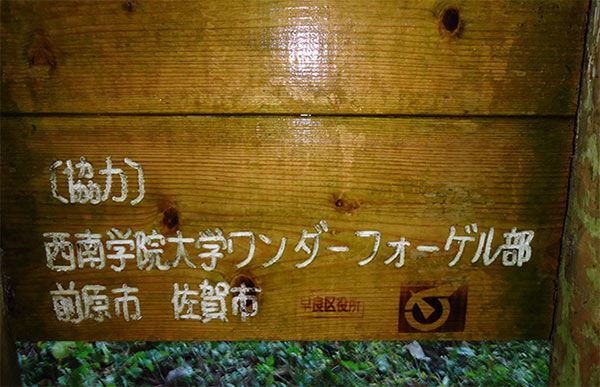 〔協力〕
西南学院大学ワンダーフォーゲル部
前原市 佐賀市 早良区役所